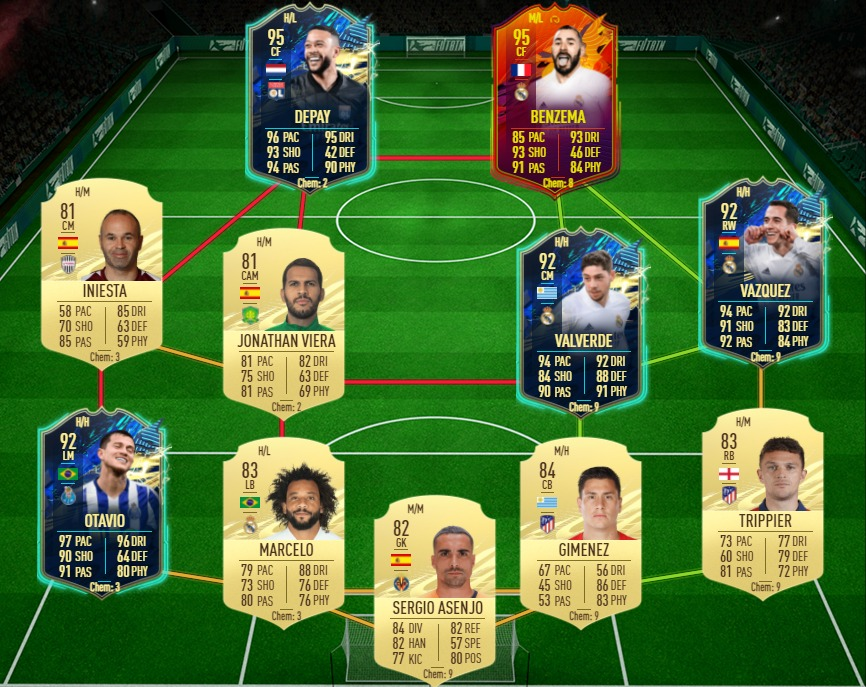 H/L
95
CF
DEPAY
96 PAC 95 DRI
93 SHO 42 DEF
94 PAS 90 PHY
Chem: 2
M/L
95
CF
BENZEMA
85 PAC 93 DRI
93 SHO 46 DEF
91 PAS 84 PHY
Chem: 8
H/M
81
CM
INIESTA
58 PAC 85 DRI
70 SHO 63 DEF
85 PAS 59 PHY
Chem: 3
H/M
81
CAM
JONATHAN VIERA
81 PAC 82 DRI
75 SHO 63 DEF
81 PAS 69 PHY
Chem: 2
H/H
92
CM
VALVERDE
94 PAC 92 DRI
84 SHO 88 DEF
90 PAS 91 PHY
Chem: 9
H/H
92
RW
VAZQUEZ
94 PAC 92 DRI
91 SHO 83 DEF
92 PAS 84 PHY
Chem: 9
H/H
92
LM
OTAVIO
97 PAC 96 DRI
90 SHO 64 DEF
91 PAS 80 PHY
Chem: 3
H/L
83
LB
MARCELO
79 PAC 88 DRI
73 SHO 76 DEF
80 PAS 76 PHY
Chem: 3
M/M
82
GK
SERGIO ASENJO
84 DIV 82 REF
82 HAN 57 SPE
77 KIC 80 POS
Chem: 9
M/H
84
CB
GIMENEZ
67 PAC 56 DRI
45 SHO 86 DEF
53 PAS 83 PHY
Chem: 9
H/M
83
RB
TRIPPIER
73 PAC 77 DRI
60 SHO 79 DEF
81 PAS 72 PHY
Chem: 9